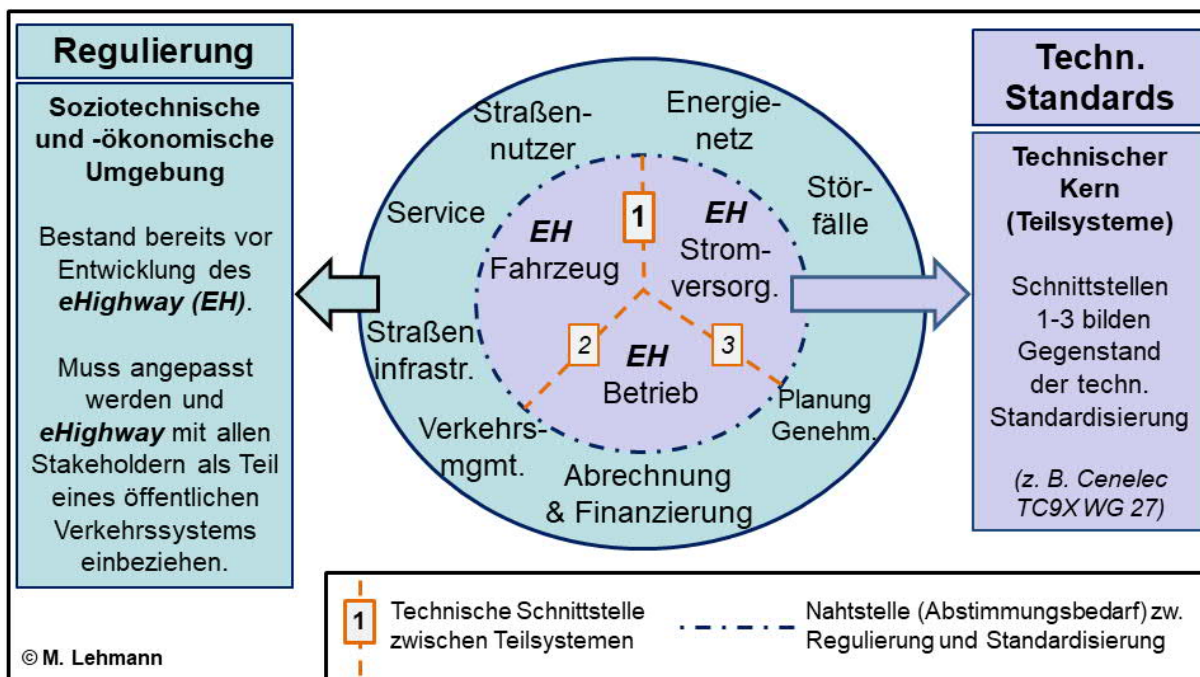 Regulierung
Soziotechnische
und -ökonomische
Umgebung
Bestand bereits vor
Entwicklung des
eHighway (EH).
Muss angepasst
werden und
eHighway mit allen
Stakeholdern als Teil
eines öffentlichen
Verkehrssystems
einbeziehen.
Straßen-
nutzer
Energie-
netz
Service
Stör-
fälle
1
EH
Fahrzeug
EH
Strom-
versorg.
Straßen
infrastr.
2
3
EH
Betrieb
Verkehrs-
mgmt.
Planung
Genehm.
Abrechnung
& Finanzierung
Techn.
Standards
Technischer
Kern
(Teilsysteme)
Schnittstellen
1-3 bilden
Gegenstand
der techn.
Standardisierung
(z. B. Cenelec
TC9X WG 27)
1
Technische Schnittstelle
zwischen Teilsystemen
Nahtstelle (Abstimmungsbedarf) zw.
Regulierung und Standardisierung
© M. Lehmann